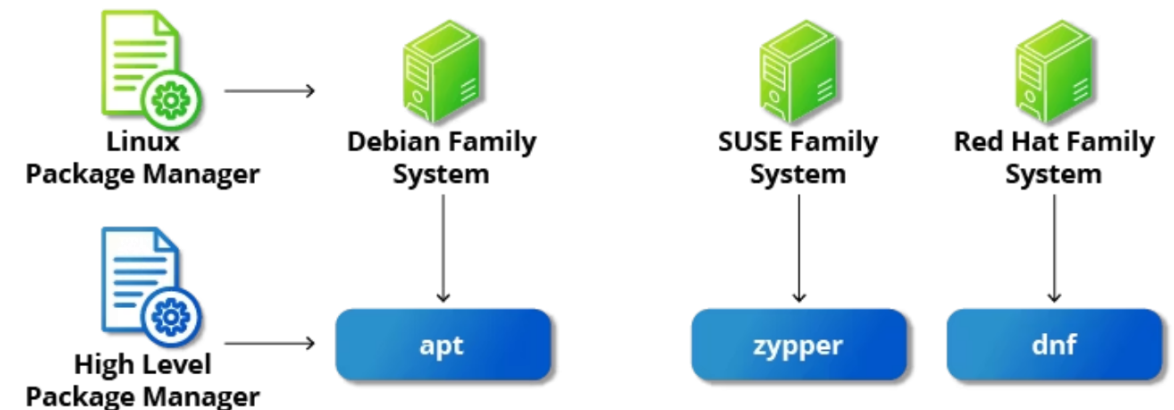 Linux
Package Manager
Debian Family
System
SUSE Family
System
Red Hat Family
System
High Level
Package Manager
apt
zypper
dnf